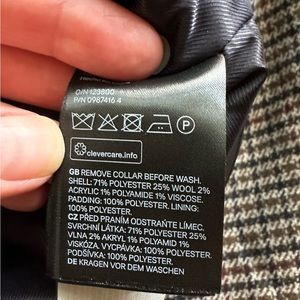 O/N 123800
P/N 0987416 4
P
clevercare.info
GB REMOVE COLLAR BEFORE WASH.
SHELL: 71% POLYESTER 25% WOOL 2%
ACRYLIC 1% POLYAMID 1% VISCOSE.
PADDING: 100% POLYESTER. LINING:
100% POLYESTER.
CZ PŘED PRANÍM ODSTRAŇTE LÍMEC.
SVRCHNÍ LÁTKA: 71% POLYESTER 25%
VLNA 2% AKRYL 1% POLYAMID 1%
VISKÓZA. VYCPÁVKA: 100% POLYESTER.
PODŠÍVKA: 100% POLYESTER.
DE KRAGEN VOR DEM WASCHEN